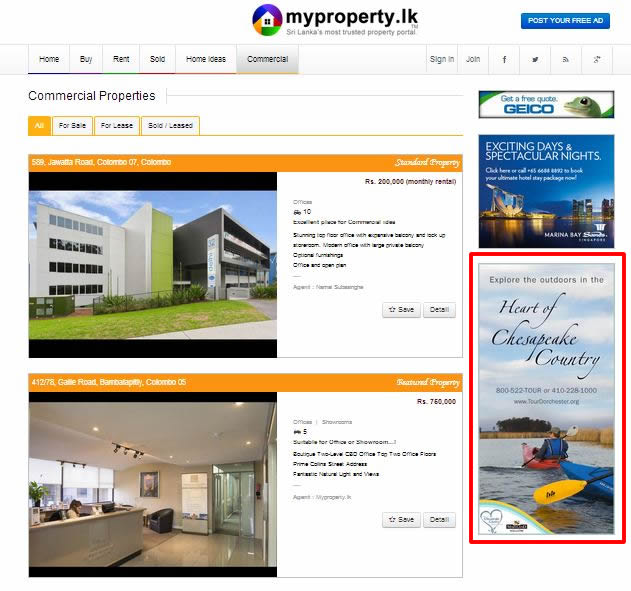 myproperty.lk
TM
Sri Lanka's most trusted property portal.
POST YOUR FREE AD
Home Buy Rent Sold Home Ideas Commercial Sign In Join
Commercial Properties
All For Sale For Lease Sold / Leased
589, Jawatta Road, Colombo 07, Colombo Standard Property
Rs. 200,000 (monthly rental)
Offices
10
Excellent place for Commercial idea
Stunning top floor office with expansive balcony and lock up
storeroom. Modern office with large private balcony
Optional furnishings
Office and open plan
Agent : Namal Subasinghe
Save Detail
412/78, Galle Road, Bambalapitiy, Colombo 05 Featured Property
Rs. 750,000
Offices | Showrooms
5
Suitable for Office or Showroom...!
Boutique Two-Level CBD Office Top Two Office Floors
Prime Collins Street Address
Fantastic Natural Light and Views
Agent : Myproperty.lk
Save Detail
Get a free quote.
GEICO
EXCITING DAYS &
SPECTACULAR NIGHTS.
Click here or call +65 6688 8892 to book
your ultimate hotel stay package now!
MARINA BAY Sands
SINGAPORE
Explore the outdoors in the
Heart of
Chesapeake
Country
800-522-TOUR or 410-228-1000
www.TourDorchester.org